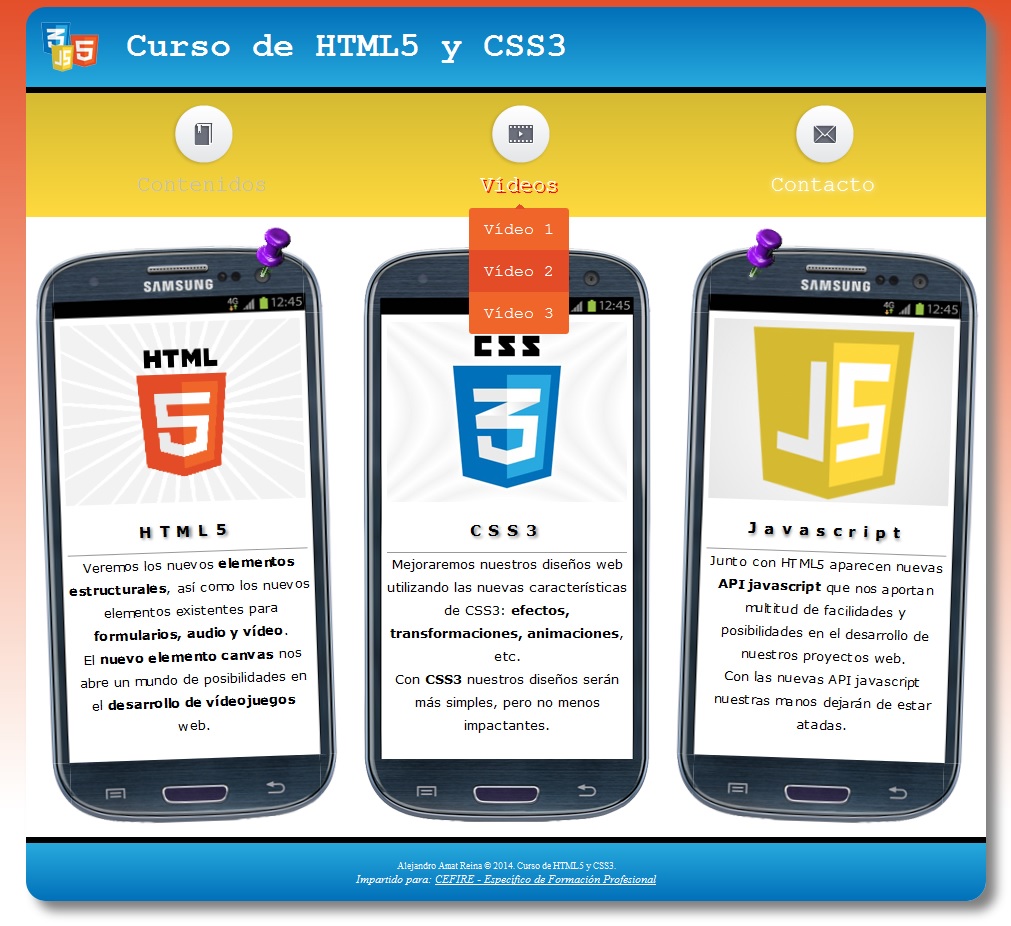 3 5 JS
Curso de HTML5 y CSS3
Contenidos
Vídeos
Contacto
Vídeo 1
Vídeo 2
Vídeo 3
SAMSUNG
4G 12:45
HTML
5
HTML5
Veremos los nuevos elementos
estructurales, así como los nuevos
elementos existentes para
formularios, audio y vídeo.
El nuevo elemento canvas nos
abre un mundo de posibilidades en
el desarrollo de vídeojuegos
web.
12:45
CSS
3
CSS3
Mejoraremos nuestro diseños web
utilizando las nuevas características
de CSS3: efectos,
transformaciones, animaciones,
etc.
Con CSS3 nuestros diseños serán
más simples, pero no menos
impactantes.
SAMSUNG
4G 12:45
JS
Javascript
Junto con HTML5 aparecen nuevas
API javascript que nos aportan
multitud de facilidades y
posibilidades en el desarrollo de
nuestros proyectos web.
Con las nuevas API javascript
nuestras manos dejarán de estar
atadas.
Alejandro Amat Reina © 2014. Curso de HTML5 y CSS3.
Impartido para: CEFIRE - Específico de Formación Profesional